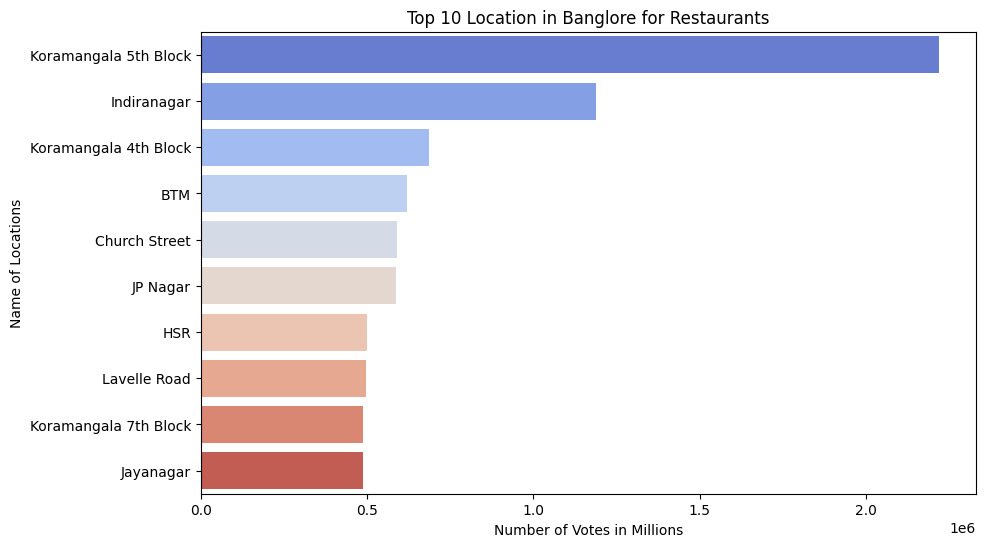 Top 10 Location in Banglore for Restaurants
Name of Locations
Koramangala 5th Block
Indiranagar
Koramangala 4th Block
BTM
Church Street
JP Nagar
HSR
Lavelle Road
Koramangala 7th Block
Jayanagar
0.0 0.5 1.0 1.5 2.0
1e6
Number of Votes in Millions